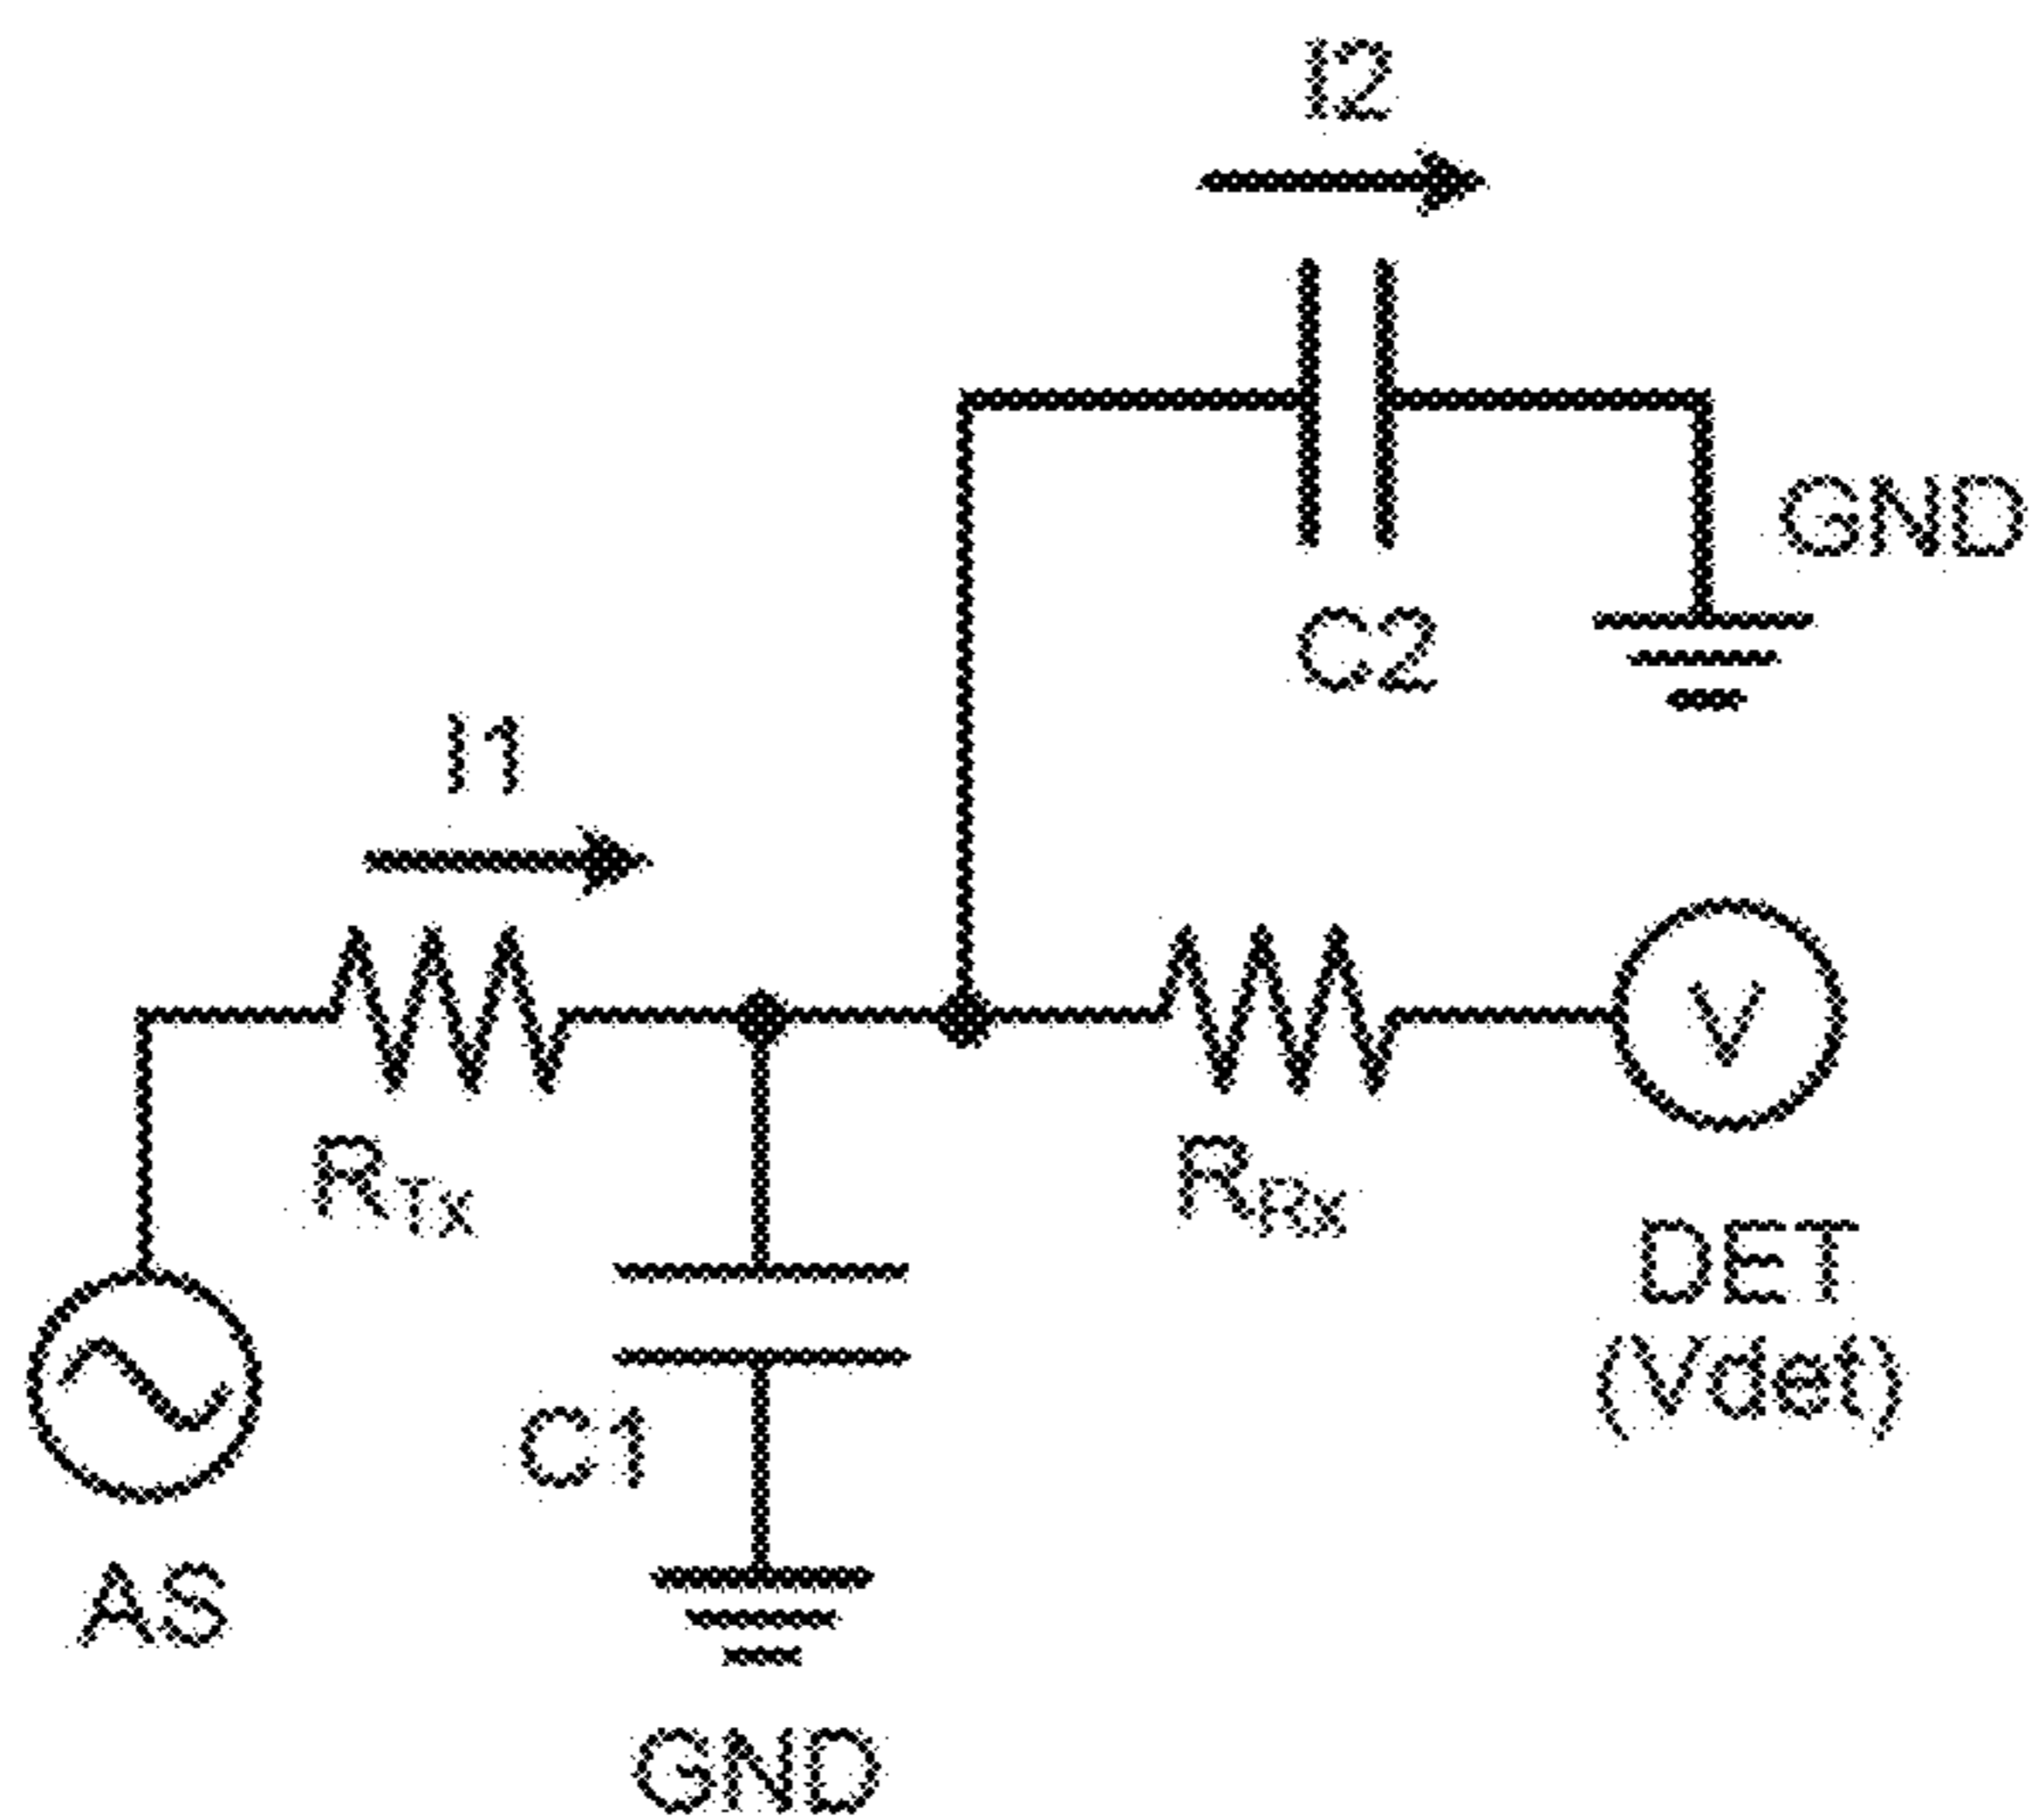 I2
GND
C2
I1
V
RTx
RRx
DET
(Vdet)
C1
AS
GND